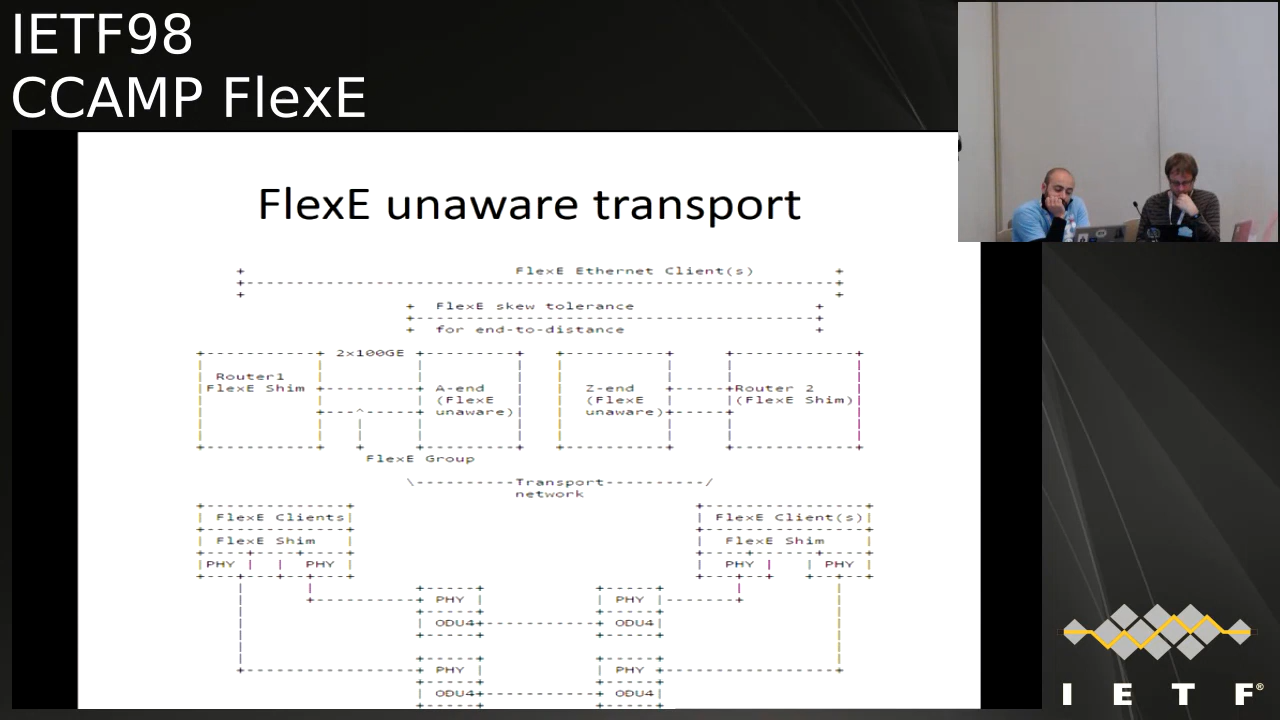 IETF98
CCAMP FlexE
FlexE unaware transport
FlexE Ethernet Client(s)
FlexE skew tolerance
for end-to-distance
2x100GE
Router1
FlexE Shim
A-end
(FlexE
unaware)
Z-end
(FlexE
unaware)
Router 2
(FlexE Shim)
FlexE Group
Transport
network
FlexE Clients
FlexE Client(s)
FlexE Shim
FlexE Shim
PHY
PHY
PHY
PHY
PHY
PHY
ODU4
ODU4
PHY
PHY
ODU4
ODU4
I E T F®